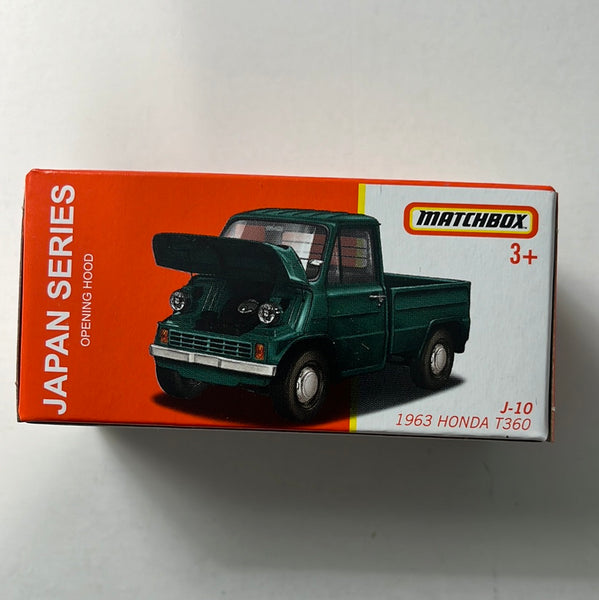 JAPAN SERIES
OPENING HOOD
MATCHBOX
3+
J-10
1963 HONDA T360